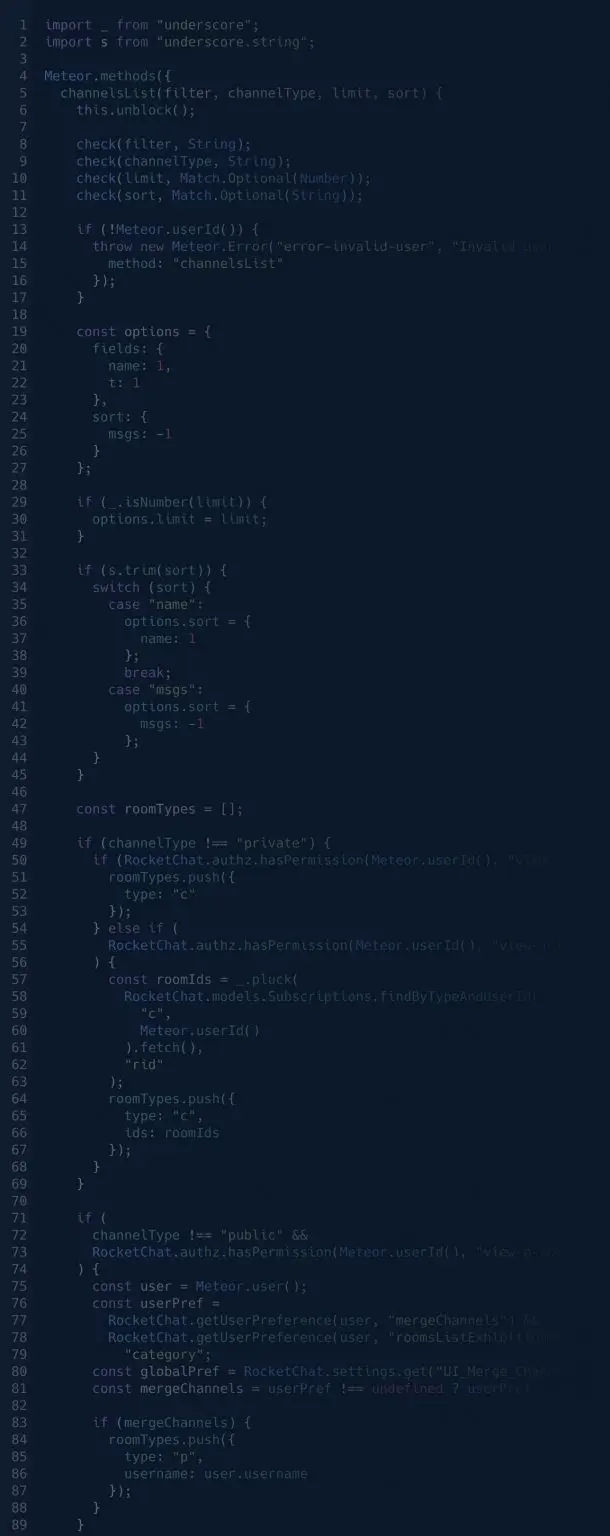 1 import _ from "underscore";
2 import s from "underscore.string";
3
4 Meteor.methods({
5 channelsList(filter, channelType, limit, sort) {
6 this.unblock();
7
8 check(filter, String);
9 check(channelType, String);
10 check(limit, Match.Optional(Number));
11 check(sort, Match.Optional(String));
12
13 if (!Meteor.userId()) {
14 throw new Meteor.Error("error-invalid-user", "Invalid user
15 method: "channelsList"
16 });
17 }
18
19 const options = {
20 fields: {
21 name: 1,
22 t: 1
23 },
24 sort: {
25 msgs: -1
26 }
27 };
28
29 if (_.isNumber(limit)) {
30 options.limit = limit;
31 }
32
33 if (s.trim(sort)) {
34 switch (sort) {
35 case "name":
36 options.sort = {
37 name: 1
38 };
39 break;
40 case "msgs":
41 options.sort = {
42 msgs: -1
43 };
44 }
45 }
46
47 const roomTypes = [];
48
49 if (channelType !== "private") {
50 if (RocketChat.authz.hasPermission(Meteor.userId(), "view-
51 roomTypes.push({
52 type: "c"
53 });
54 } else if (
55 RocketChat.authz.hasPermission(Meteor.userId(), "view-
56 ) {
57 const roomIds = _.pluck(
58 RocketChat.models.Subscriptions.findByTypeAndUserId(
59 "c",
60 Meteor.userId()
61 ).fetch(),
62 "rid"
63 );
64 roomTypes.push({
65 type: "c",
66 ids: roomIds
67 });
68 }
69 }
70
71 if (
72 channelType !== "public" &&
73 RocketChat.authz.hasPermission(Meteor.userId(), "view-p-
74 ) {
75 const user = Meteor.user();
76 const userPref =
77 RocketChat.getUserPreference(user, "mergeChannels") &&
78 RocketChat.getUserPreference(user,
79 "category";
80 const globalPref = RocketChat.settings.get("UI_Merge_
81 const mergeChannels = userPref !== undefined ? userPref
82
83 if (mergeChannels) {
84 roomTypes.push({
85 type: "p",
86 username: user.username
87 });
88 }
89 }